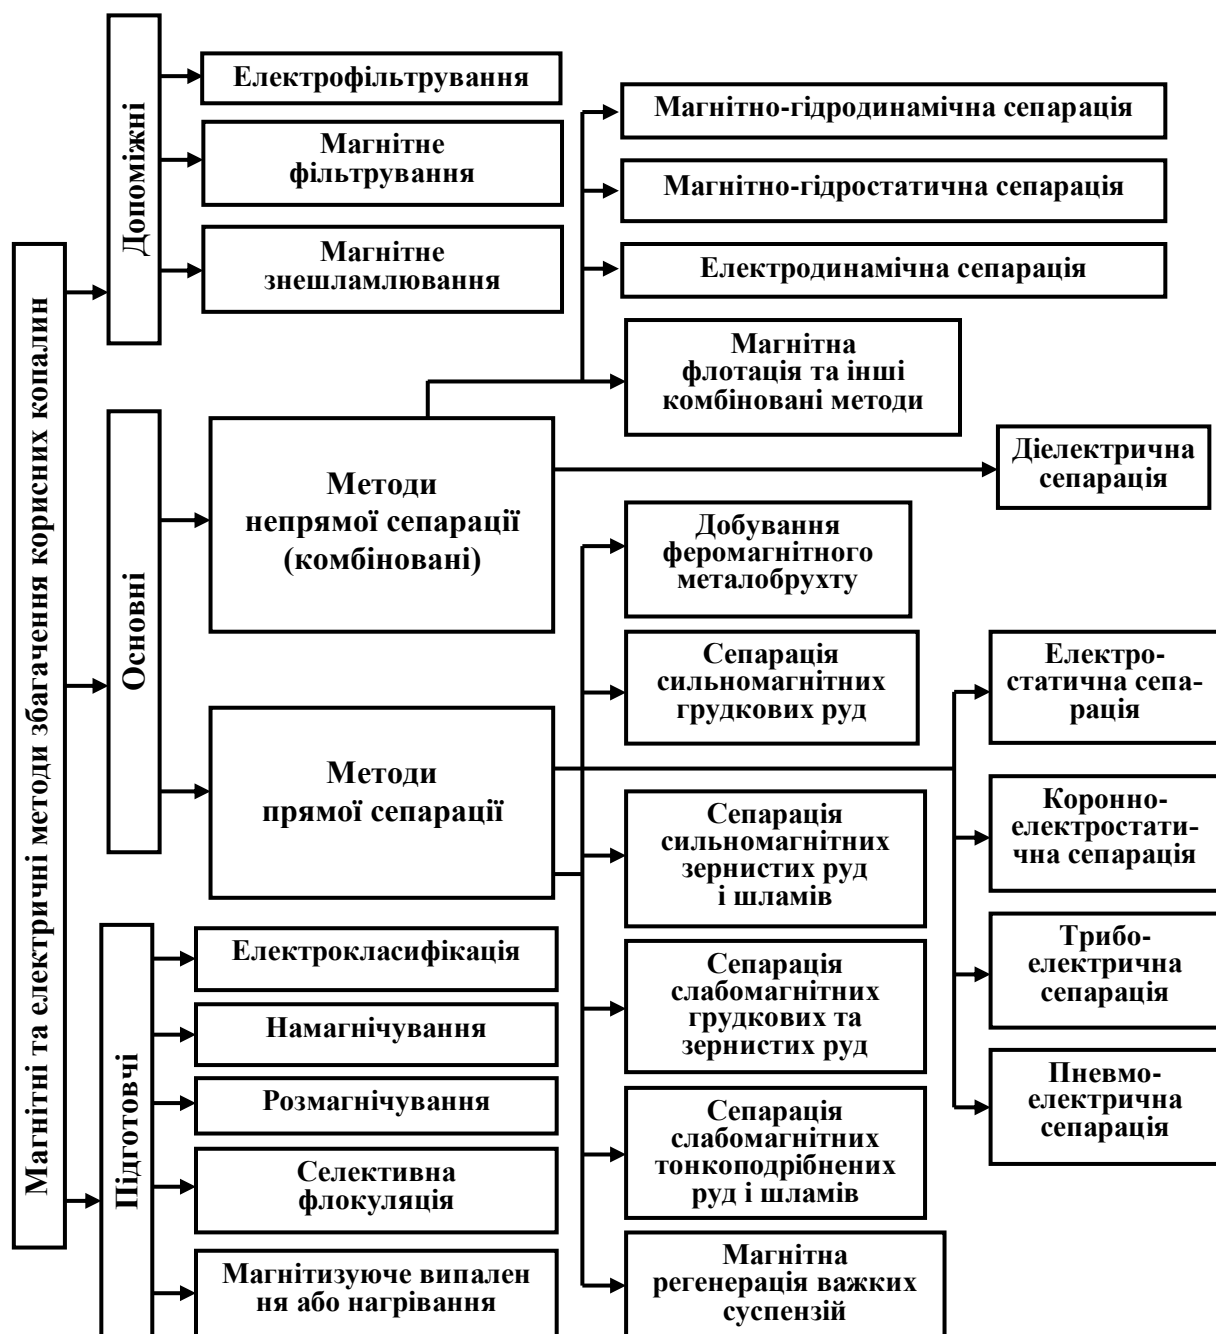 Магнітні та електричні методи збагачення корисних копалин
Допоміжні
Електрофільтрування
Магнітне
фільтрування
Магнітне
знешламлювання
Основні
Методи
непрямої сепарації
(комбіновані)
Магнітно-гідродинамічна сепарація
Магнітно-гідростатична сепарація
Електродинамічна сепарація
Магнітна
флотація та інші
комбіновані методи
Діелектрична
сепарація
Методи
прямої сепарації
Добування
феромагнітного
металобрухту
Сепарація
сильномагнітних
грудкових руд
Сепарація
сильномагнітних
зернистих руд
і шламів
Сепарація
слабомагнітних
грудкових та
зернистих руд
Сепарація
слабомагнітних
тонкоподрібнених
руд і шламів
Магнітна
регенерація важких
суспензій
Електро-
статична сепа-
рація
Коронно-
електростати-
чна сепарація
Трибо-
електрична
сепарація
Пневмо-
електрична
сепарація
Підготовчі
Електрокласифікація
Намагнічування
Розмагнічування
Селективна
флокуляція
Магнітизуюче випален
ня або нагрівання